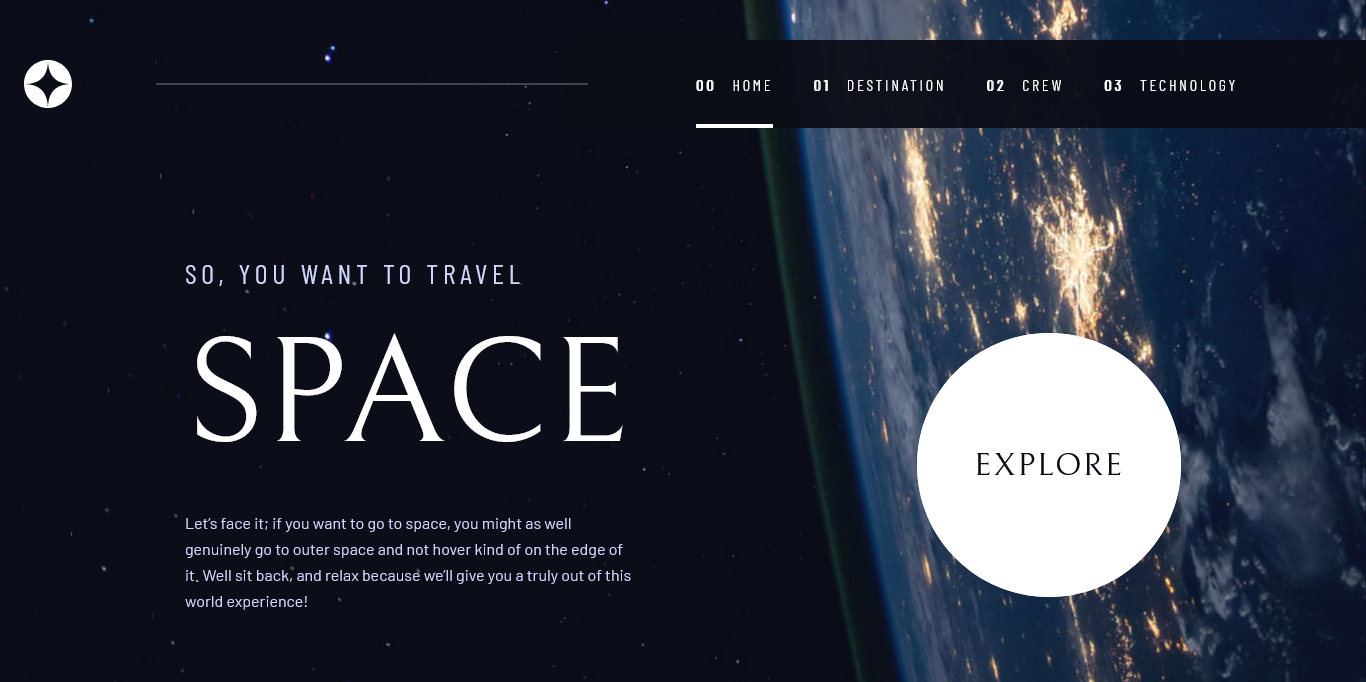 00 HOME 01 DESTINATION 02 CREW 03 TECHNOLOGY
SO, YOU WANT TO TRAVEL
SPACE
EXPLORE
Let’s face it; if you want to go to space, you might as well
genuinely go to outer space and not hover kind of on the edge of
it. Well sit back, and relax because we’ll give you a truly out of this
world experience!